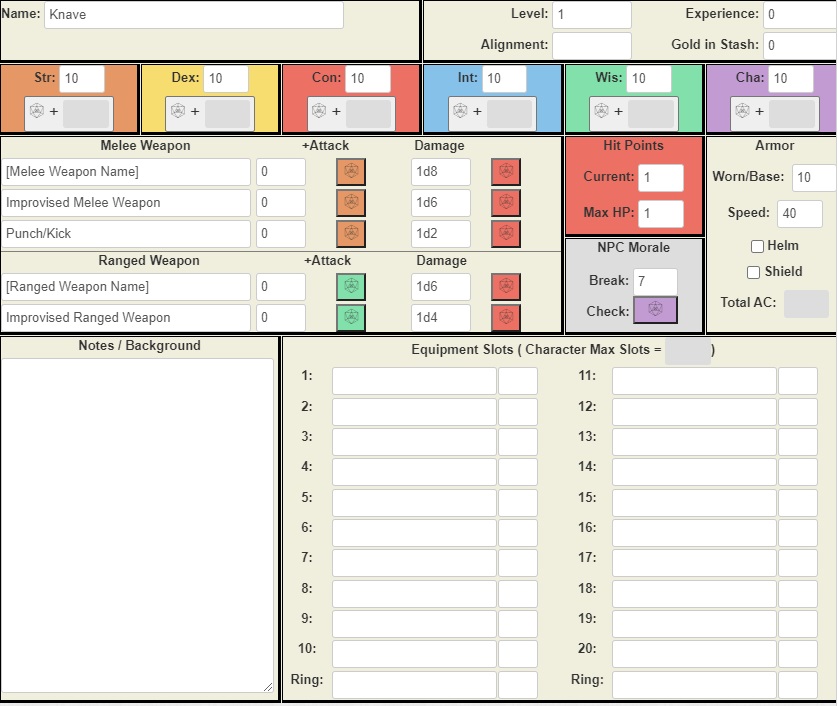 Name: Knave Level: 1 Experience: 0
Alignment: Gold in Stash: 0
Str: 10 Dex: 10 Con: 10 Int: 10 Wis: 10 Cha: 10
+ + + + + +
Melee Weapon +Attack Damage Hit Points Armor
[Melee Weapon Name] 0 1d8 Current: 1 Worn/Base: 10
Improvised Melee Weapon 0 1d6 Max HP: 1 Speed: 40
Punch/Kick 0 1d2 NPC Morale Helm
Ranged Weapon +Attack Damage Shield
[Ranged Weapon Name] 0 1d6 Break: 7 Total AC:
Improvised Ranged Weapon 0 1d4 Check:
Notes / Background Equipment Slots ( Character Max Slots = )
1: 11:
2: 12:
3: 13:
4: 14:
5: 15:
6: 16:
7: 17:
8: 18:
9: 19:
10: 20:
Ring: Ring: